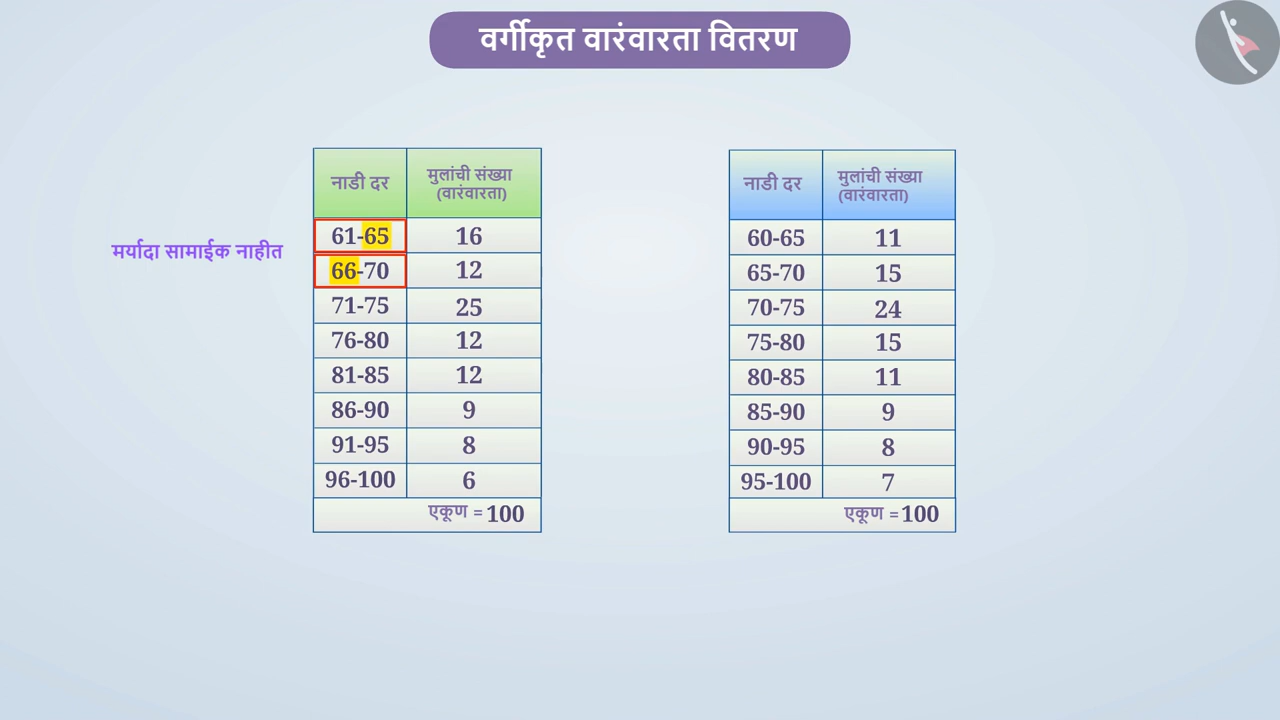 वर्गीकृत वारंवारता वितरण
मर्यादा सामाईक नाहीत
नाडी दर मुलांची संख्या
(वारंवारता)
61-65 16
66-70 12
71-75 25
76-80 12
81-85 12
86-90 9
91-95 8
96-100 6
एकूण = 100
नाडी दर मुलांची संख्या
(वारंवारता)
60-65 11
65-70 15
70-75 24
75-80 15
80-85 11
85-90 9
90-95 8
95-100 7
एकूण = 100